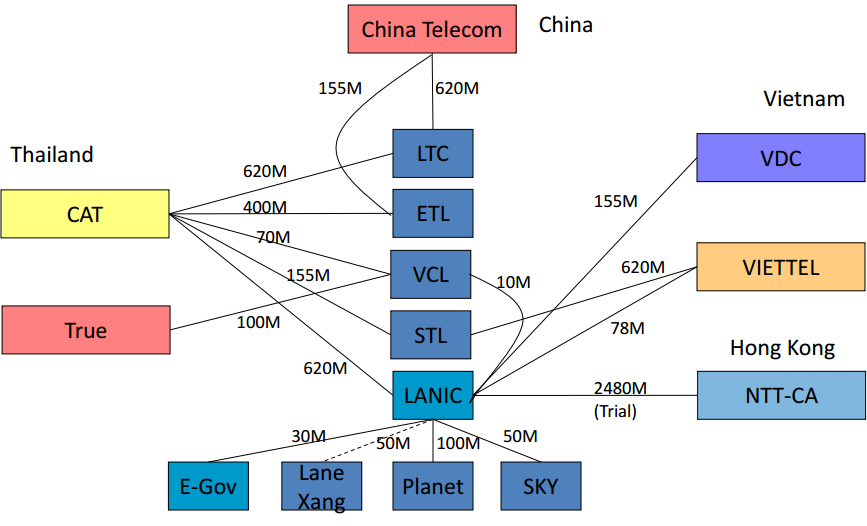 China Telecom
China
155M
620M
Vietnam
Thailand
LTC
VDC
620M
CAT
400M
ETL
155M
70M
VCL
155M
10M
620M
VIETTEL
True
100M
STL
78M
Hong Kong
620M
LANIC
2480M
(Trial)
NTT-CA
30M
50M
100M
50M
E-Gov
Lane
Xang
Planet
SKY